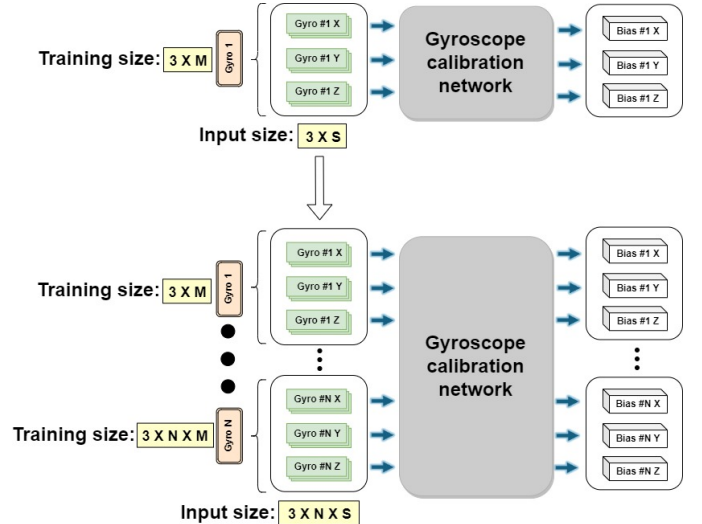 Training size: 3 X M
Gyro 1
Gyro #1 X
Gyro #1 Y
Gyro #1 Z
Gyroscope
calibration
network
Bias #1 X
Bias #1 Y
Bias #1 Z
Input size: 3 X S
Training size: 3 X M
Gyro 1
Gyro #1 X
Gyro #1 Y
Gyro #1 Z
Training size: 3 X N X M
Gyro N
Gyro #N X
Gyro #N Y
Gyro #N Z
Gyroscope
calibration
network
Bias #1 X
Bias #1 Y
Bias #1 Z
Bias #N X
Bias #N Y
Bias #N Z
Input size: 3 X N X S